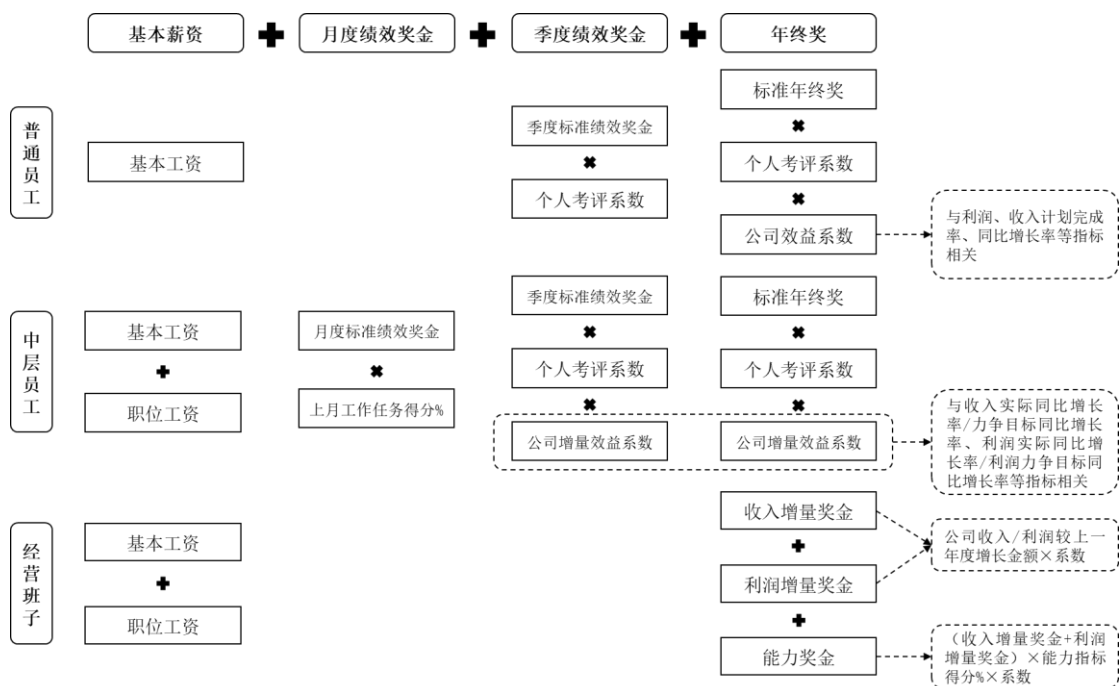 基本薪资
月度绩效奖金
季度绩效奖金
年终奖
普通员工
基本工资
季度标准绩效奖金
个人考评系数
标准年终奖
个人考评系数
公司效益系数
与利润、收入计划完成
率、同比增长率等指标
相关
中层员工
基本工资
职位工资
月度标准绩效奖金
上月工作任务得分%
季度标准绩效奖金
个人考评系数
公司增量效益系数
标准年终奖
个人考评系数
公司增量效益系数
与收入实际同比增长
率/力争目标同比增长
率、利润实际同比增
长率/利润力争目标同
比增长率等指标相关
经营班子
基本工资
职位工资
收入增量奖金
利润增量奖金
能力奖金
公司收入/利润较上一
年度增长金额×系数
（收入增量奖金+利润
增量奖金）×能力指标
得分%×系数